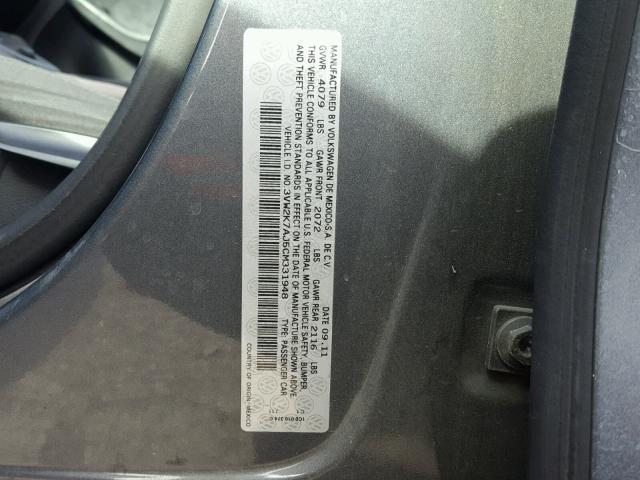 MANUFACTURED BY VOLKSWAGEN DE MEXICO-S.A. DE C.V. DATE 09.11
GVWR 4079 LBS GAWR FRONT 2072 LBS GAWR REAR 2116 LBS
THIS VEHICLE CONFORMS TO ALL APPLICABLE U.S. FEDERAL MOTOR VEHICLE SAFETY, BUMPER,
AND THEFT PREVENTION STANDARDS IN EFFECT ON THE DATE OF MANUFACTURE SHOWN ABOVE.
VEHICLE I.D. NO. 3VW2K7AJ5CM331948 TYPE: PASSENGER CAR
COUNTRY OF ORIGIN: MEXICO